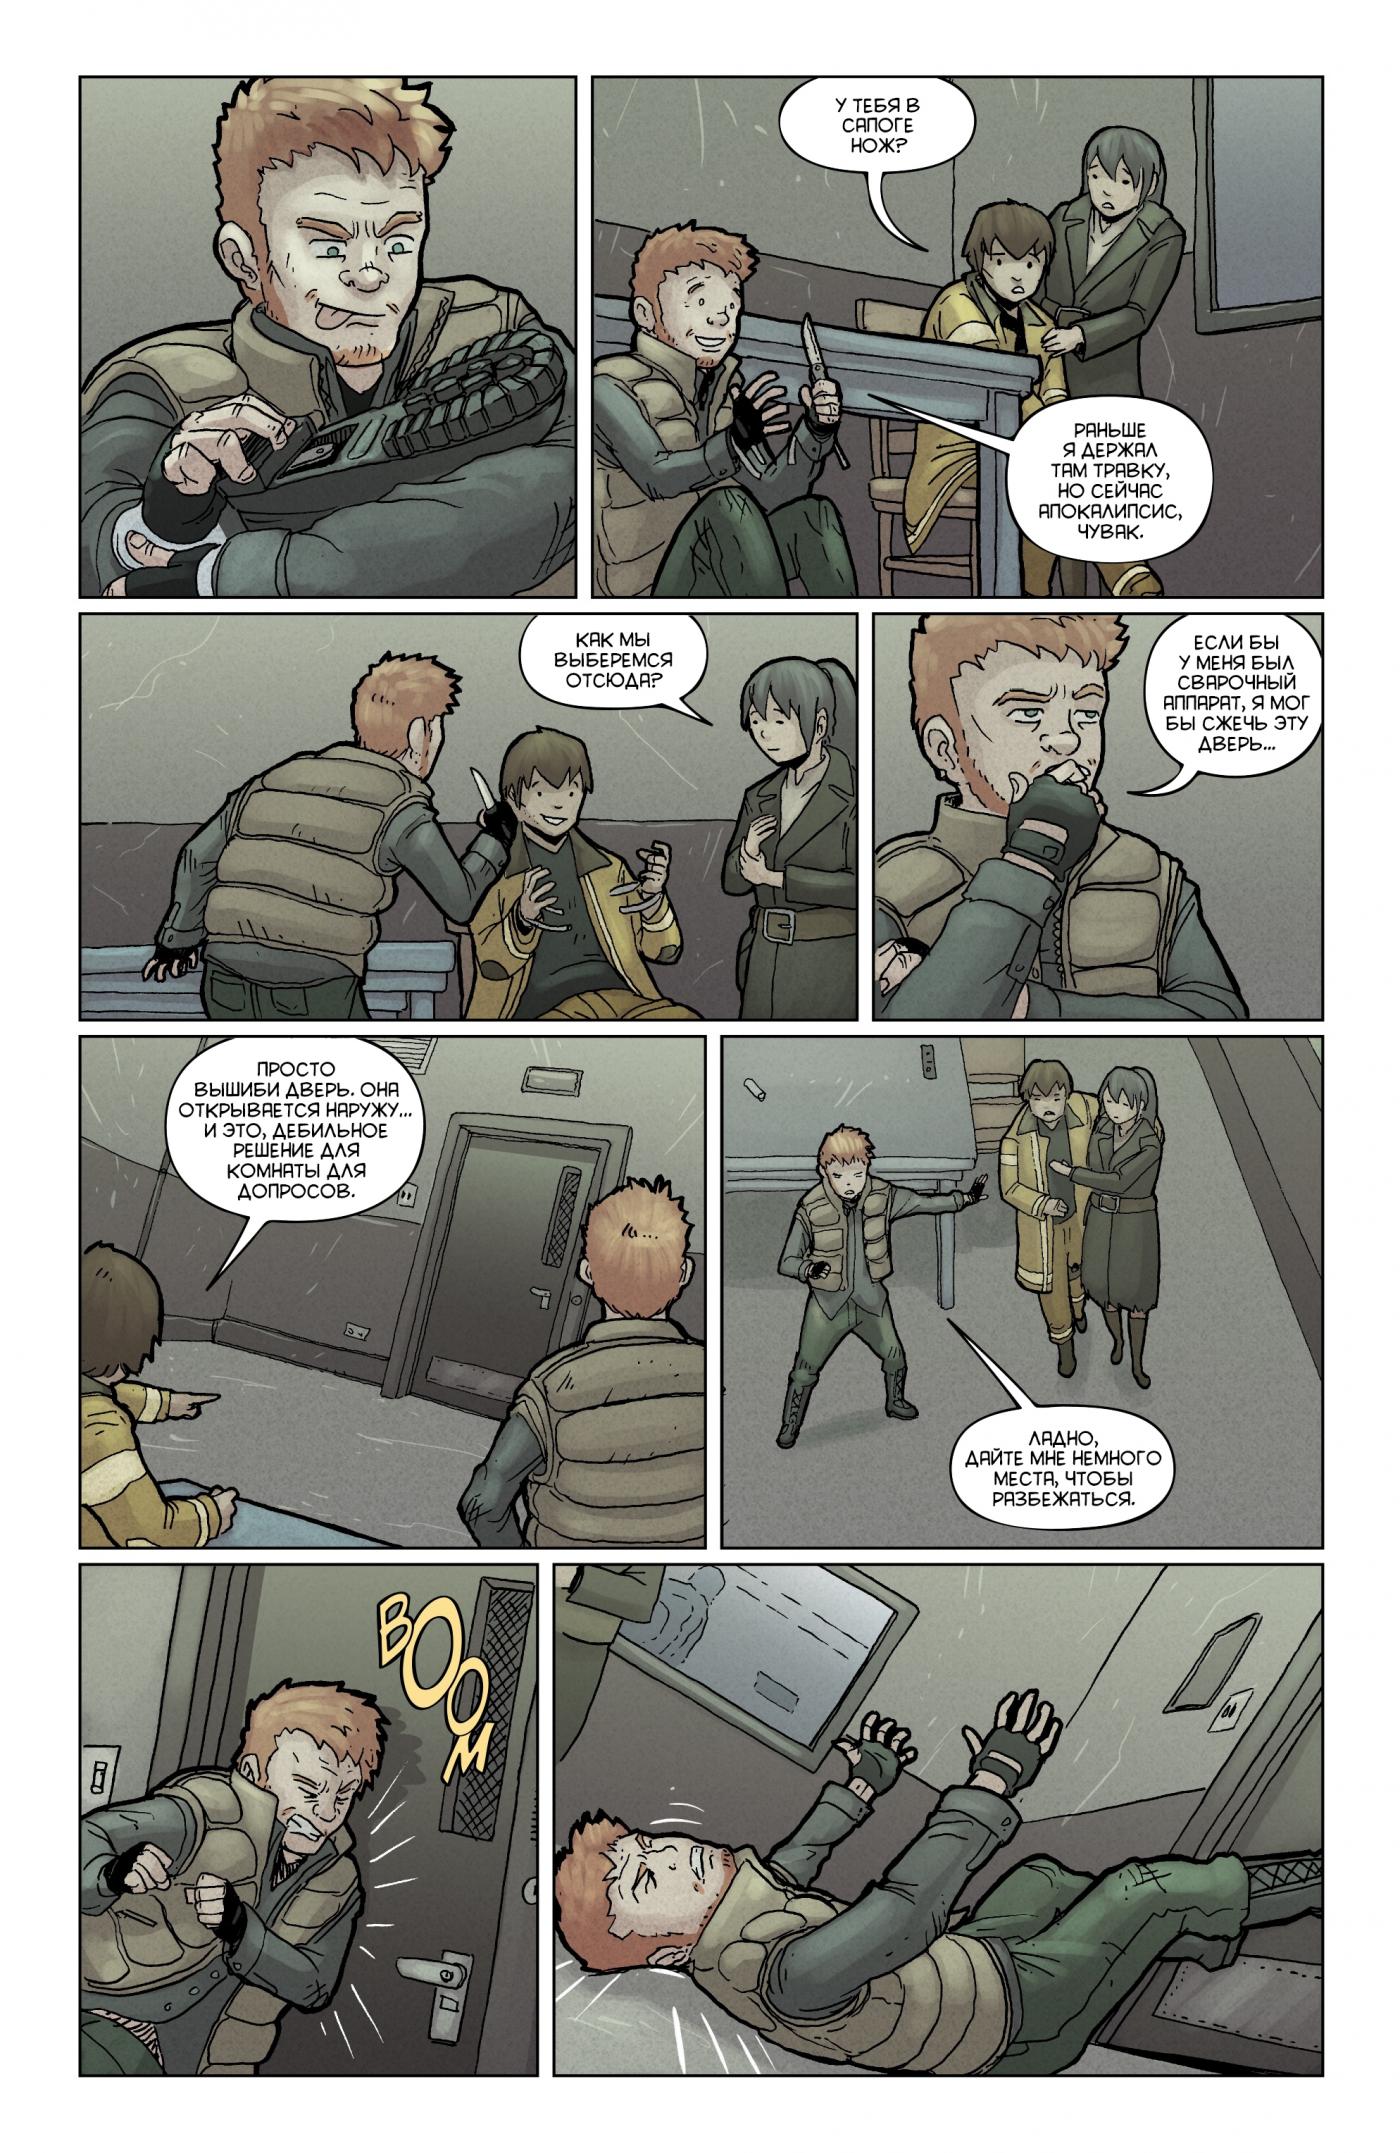 У ТЕБЯ В
САПОГЕ
НОЖ?
РАНЬШЕ
Я ДЕРЖАЛ
ТАМ ТРАВКУ,
НО СЕЙЧАС
АПОКАЛИПСИС,
ЧУВАК.
КАК МЫ
ВЫБЕРЕМСЯ
ОТСЮДА?
ЕСЛИ БЫ
У МЕНЯ БЫЛ
СВАРОЧНЫЙ
АППАРАТ, Я МОГ
БЫ СЖЕЧЬ ЭТУ
ДВЕРЬ...
ПРОСТО
ВЫШИБИ ДВЕРЬ. ОНА
ОТКРЫВАЕТСЯ НАРУЖУ...
И ЭТО, ДЕБИЛЬНОЕ
РЕШЕНИЕ ДЛЯ
КОМНАТЫ ДЛЯ
ДОПРОСОВ.
ЛАДНО,
ДАЙТЕ МНЕ НЕМНОГО
МЕСТА, ЧТОБЫ
РАЗБЕЖАТЬСЯ.
BOOM